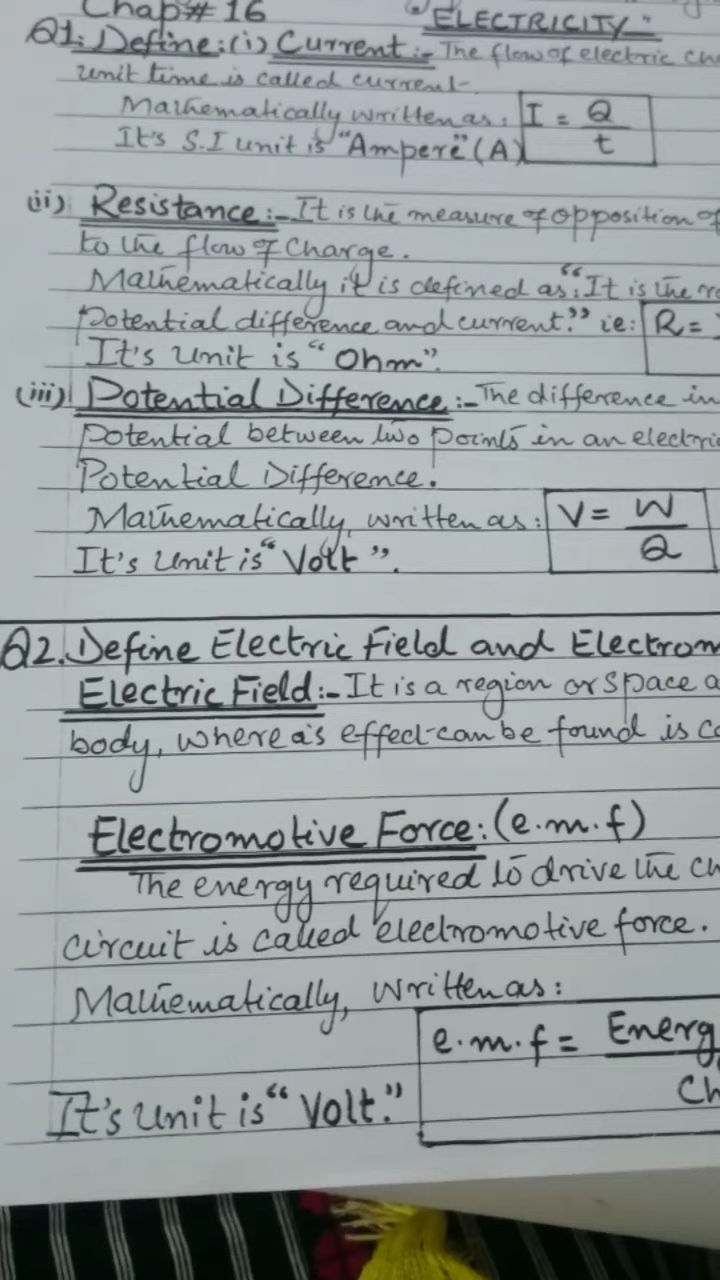 Chap# 16
"ELECTRICITY"
Q1. Define: (i) Current:- The flow of electric
unit time is called current.
Mathematically written as: I = Q / t
It's S.I unit is "Ampere" (A)
(ii) Resistance:- It is the measure of opposition of
to the flow of charge.
Mathematically it is defined as: "It is the
potential difference and current." ie: R =
It's unit is "Ohm".
(iii) Potential Difference:- The difference in
potential between two points in an
Potential Difference.
Mathematically, written as: V = W / Q
It's unit is "Volt".
Q2. Define Electric Field and
Electric Field:- It is a region or space
body, where as effect can be found is
Electromotive Force: (e.m.f)
The energy required to drive the
circuit is called electromotive force.
Mathematically, written as:
e.m.f = Energ
Ch
It's unit is "Volt."